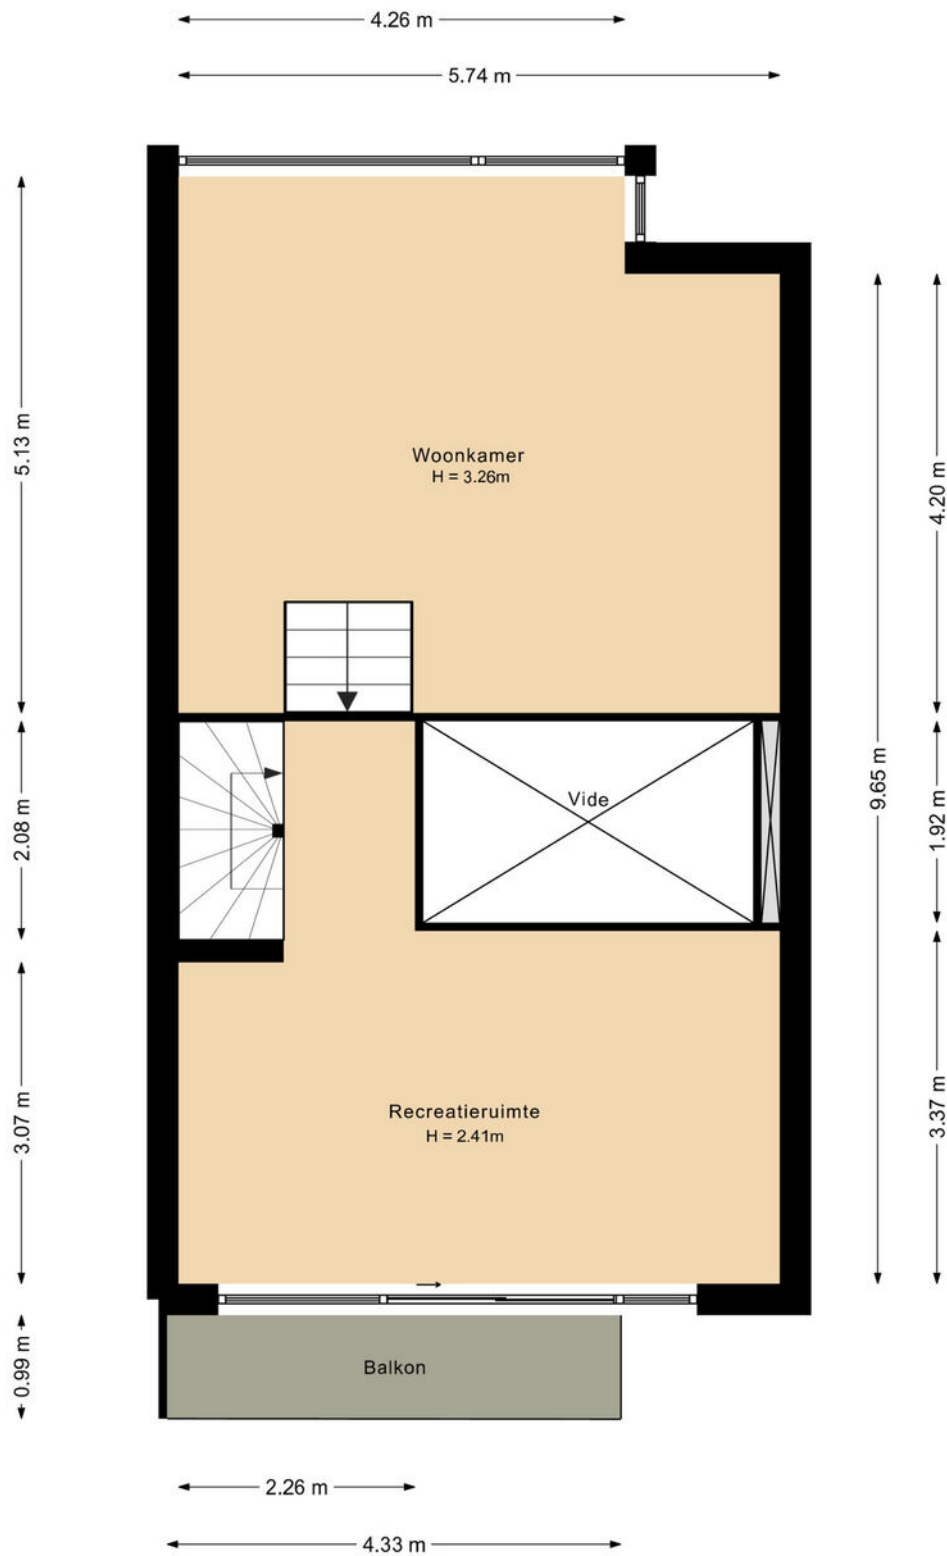 4.26 m
5.74 m
5.13 m
Woonkamer
H = 3.26m
4.20 m
9.65 m
2.08 m
Vide
1.92 m
3.07 m
Recreatieruimte
H = 2.41m
3.37 m
0.99 m
Balkon
2.26 m
4.33 m